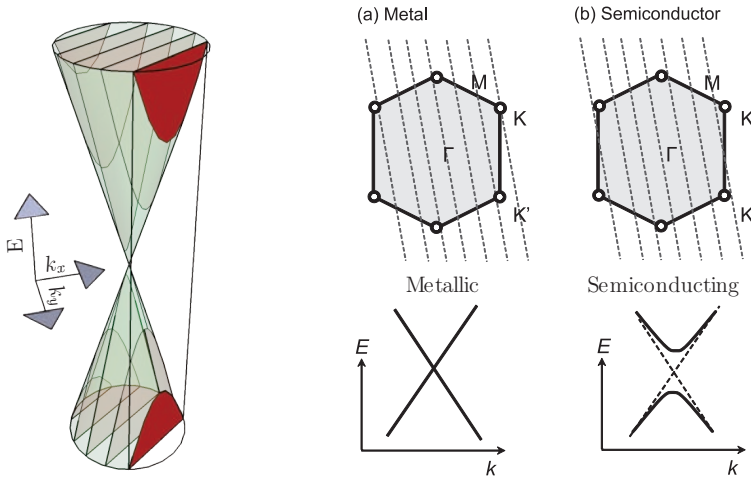 E
k_x
k_y
(a) Metal
M
K
Γ
K'
Metallic
E
k
(b) Semiconductor
M
K
Γ
K
Semiconducting
E
k